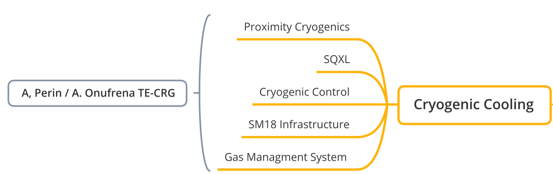 Proximity Cryogenics
SQXL
A, Perin / A. Onufrena TE-CRG
Cryogenic Control
Cryogenic Cooling
SM18 Infrastructure
Gas Managment System